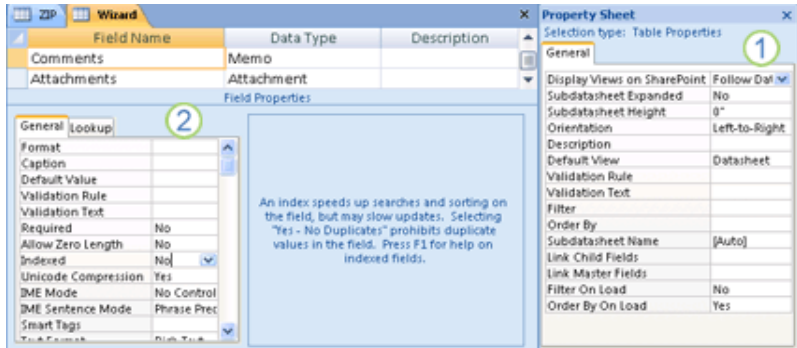 ZIP Wizard
Field Name Data Type Description
Comments Memo
Attachments Attachment
Field Properties
General Lookup
2
Format
Caption
Default Value
Validation Rule
Validation Text
Required No
Allow Zero Length No
Indexed No
Unicode Compression Yes
IME Mode No Control
IME Sentence Mode Phrase Pred
Smart Tags
An index speeds up searches and sorting on
the field, but may slow updates. Selecting
"Yes - No Duplicates" prohibits duplicate
values in the field. Press F1 for help on
indexed fields.
Property Sheet
Selection type: Table Properties
General
1
Display Views on SharePoint Follow Dat
Subdatasheet Expanded No
Subdatasheet Height 0"
Orientation Left-to-Right
Description
Default View Datasheet
Validation Rule
Validation Text
Filter
Order By
Subdatasheet Name [Auto]
Link Child Fields
Link Master Fields
Filter On Load No
Order By On Load Yes